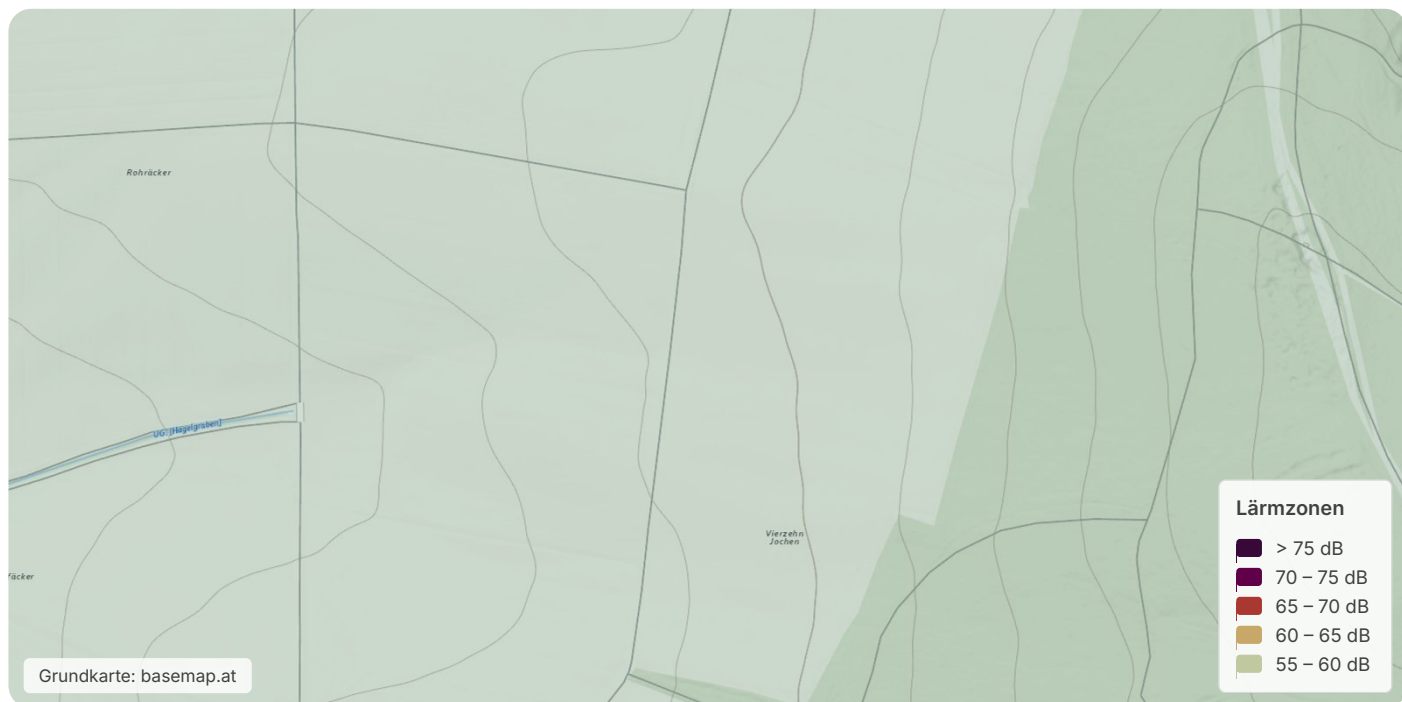 Rohräcker
UG: [Hagelgraben]
Vierzehn
Jochen
fäcker
Lärmzonen
> 75 dB
70 – 75 dB
65 – 70 dB
60 – 65 dB
55 – 60 dB
Grundkarte: basemap.at